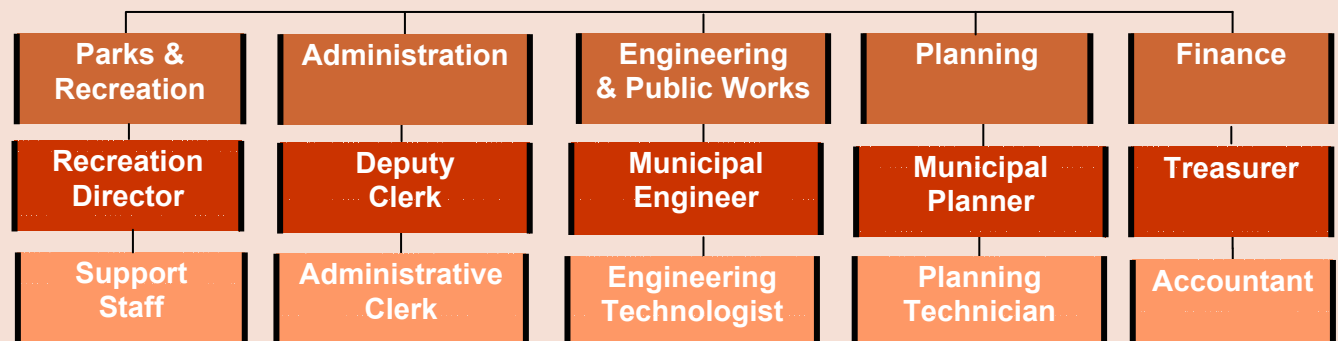 Parks &
Recreation
Administration
Engineering
& Public Works
Planning
Finance
Recreation
Director
Deputy
Clerk
Municipal
Engineer
Municipal
Planner
Treasurer
Support
Staff
Administrative
Clerk
Engineering
Technologist
Planning
Technician
Accountant